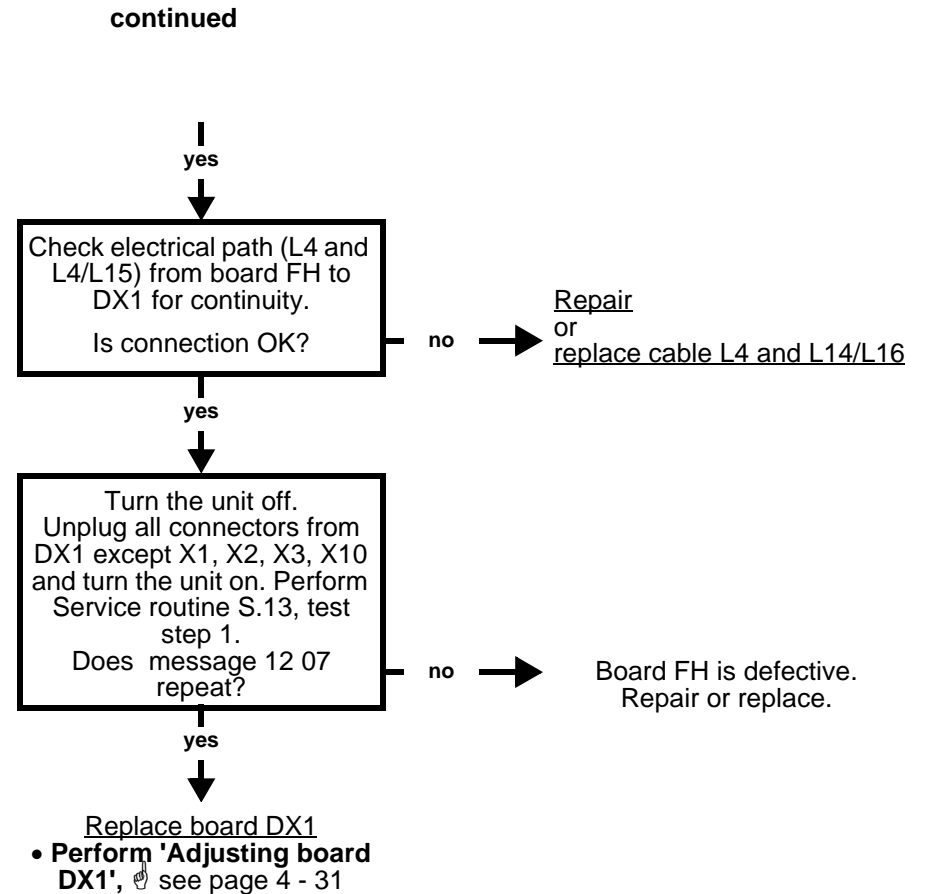 continued
yes
Check electrical path (L4 and
L4/L15) from board FH to
DX1 for continuity.
Is connection OK?
no
Repair
or
replace cable L4 and L14/L16
yes
Turn the unit off.
Unplug all connectors from
DX1 except X1, X2, X3, X10
and turn the unit on. Perform
Service routine S.13, test
step 1.
Does message 12 07
repeat?
no
Board FH is defective.
Repair or replace.
yes
Replace board DX1
• Perform 'Adjusting board
DX1', ☝ see page 4 - 31